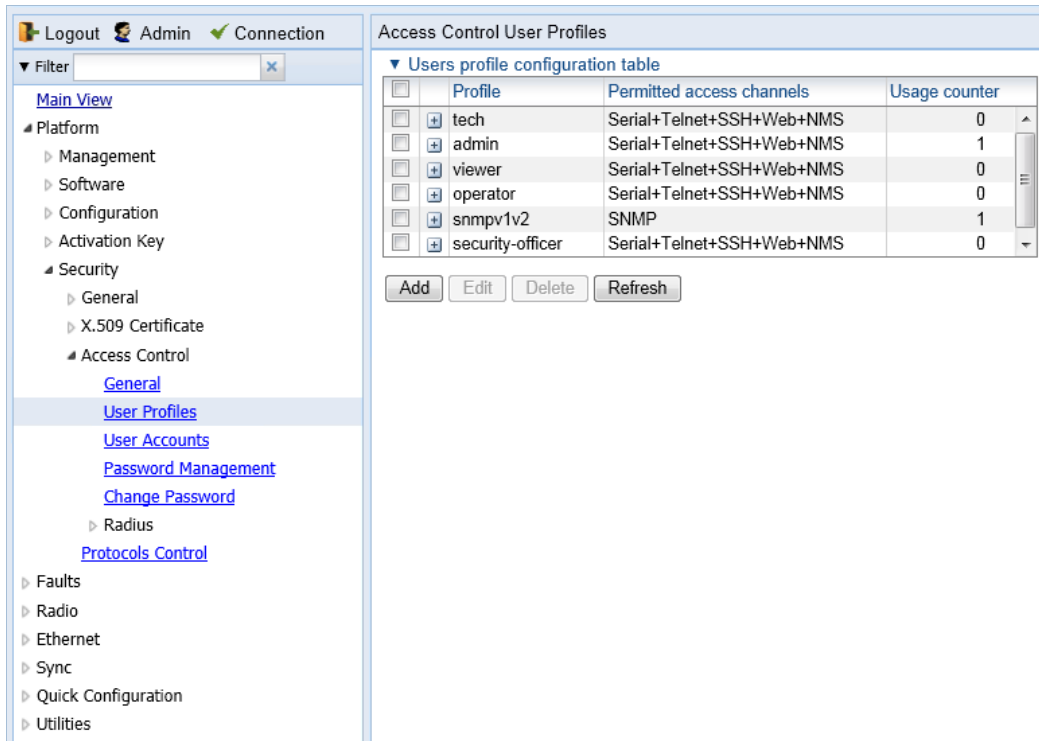 Logout Admin Connection
Filter
Main View
Platform
Management
Software
Configuration
Activation Key
Security
General
X.509 Certificate
Access Control
General
User Profiles
User Accounts
Password Management
Change Password
Radius
Protocols Control
Faults
Radio
Ethernet
Sync
Quick Configuration
Utilities
Access Control User Profiles
Users profile configuration table
Profile Permitted access channels Usage counter
tech Serial+Telnet+SSH+Web+NMS 0
admin Serial+Telnet+SSH+Web+NMS 1
viewer Serial+Telnet+SSH+Web+NMS 0
operator Serial+Telnet+SSH+Web+NMS 0
snmpv1v2 SNMP 1
security-officer Serial+Telnet+SSH+Web+NMS 0
Add Edit Delete Refresh